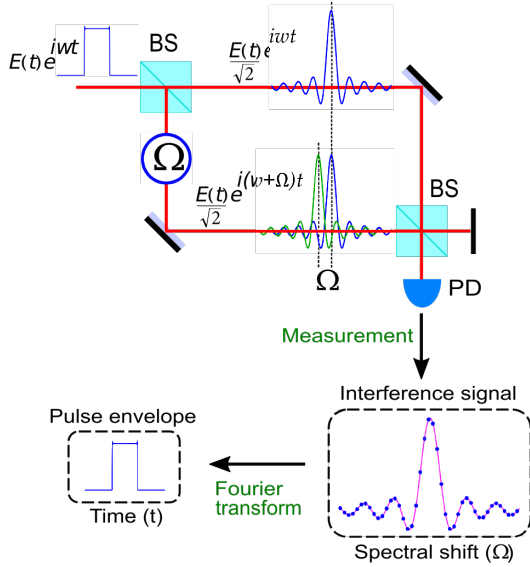 E(t)e^{iwt}
BS
E(t)/√2 e^{iwt}
Ω
E(t)/√2 e^{i(w+Ω)t}
BS
Ω
PD
Measurement
Interference signal
Pulse envelope
Fourier
transform
Time (t)
Spectral shift (Ω)